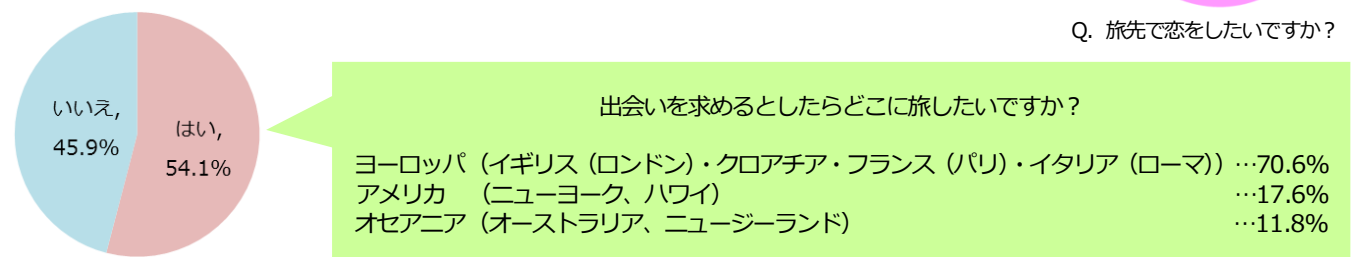 Q. 旅先で恋をしたいですか？
いいえ,
45.9%
はい,
54.1%
出会いを求めるとしたらどこに旅したいですか？
ヨーロッパ（イギリス（ロンドン）・クロアチア・フランス（パリ）・イタリア（ローマ））…70.6%
アメリカ　（ニューヨーク、ハワイ）　…17.6%
オセアニア（オーストラリア、ニュージーランド）　…11.8%